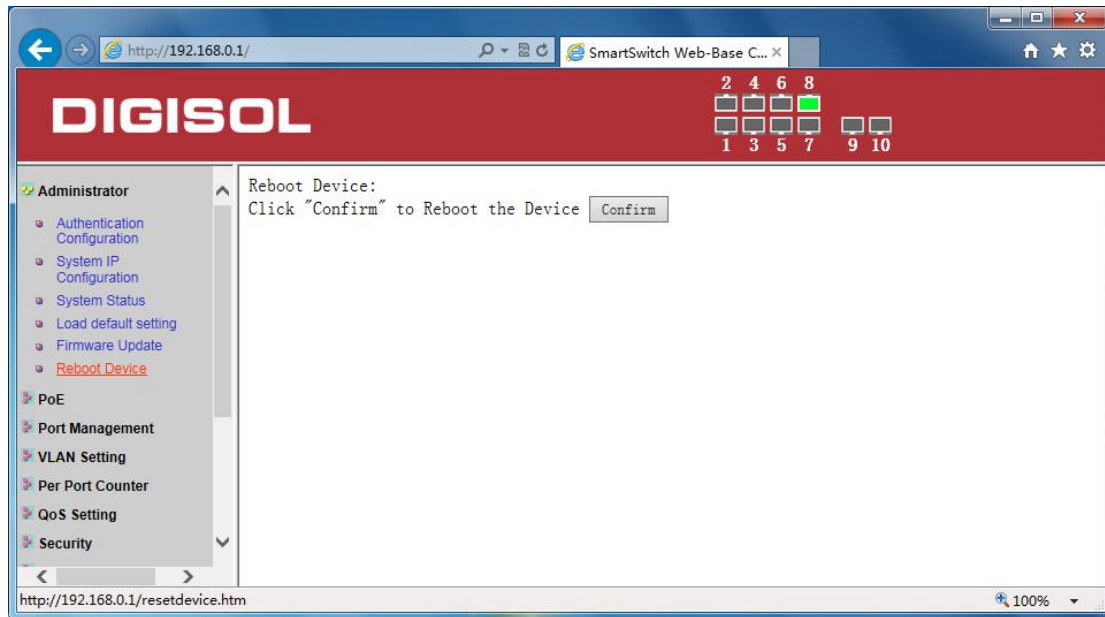 http://192.168.0.1/
SmartSwitch Web-Base C...
DIGISOL
2 4 6 8
1 3 5 7 9 10
Administrator
Authentication
Configuration
System IP
Configuration
System Status
Load default setting
Firmware Update
Reboot Device
PoE
Port Management
VLAN Setting
Per Port Counter
QoS Setting
Security
Reboot Device:
Click "Confirm" to Reboot the Device Confirm
http://192.168.0.1/resetdevice.htm
100%